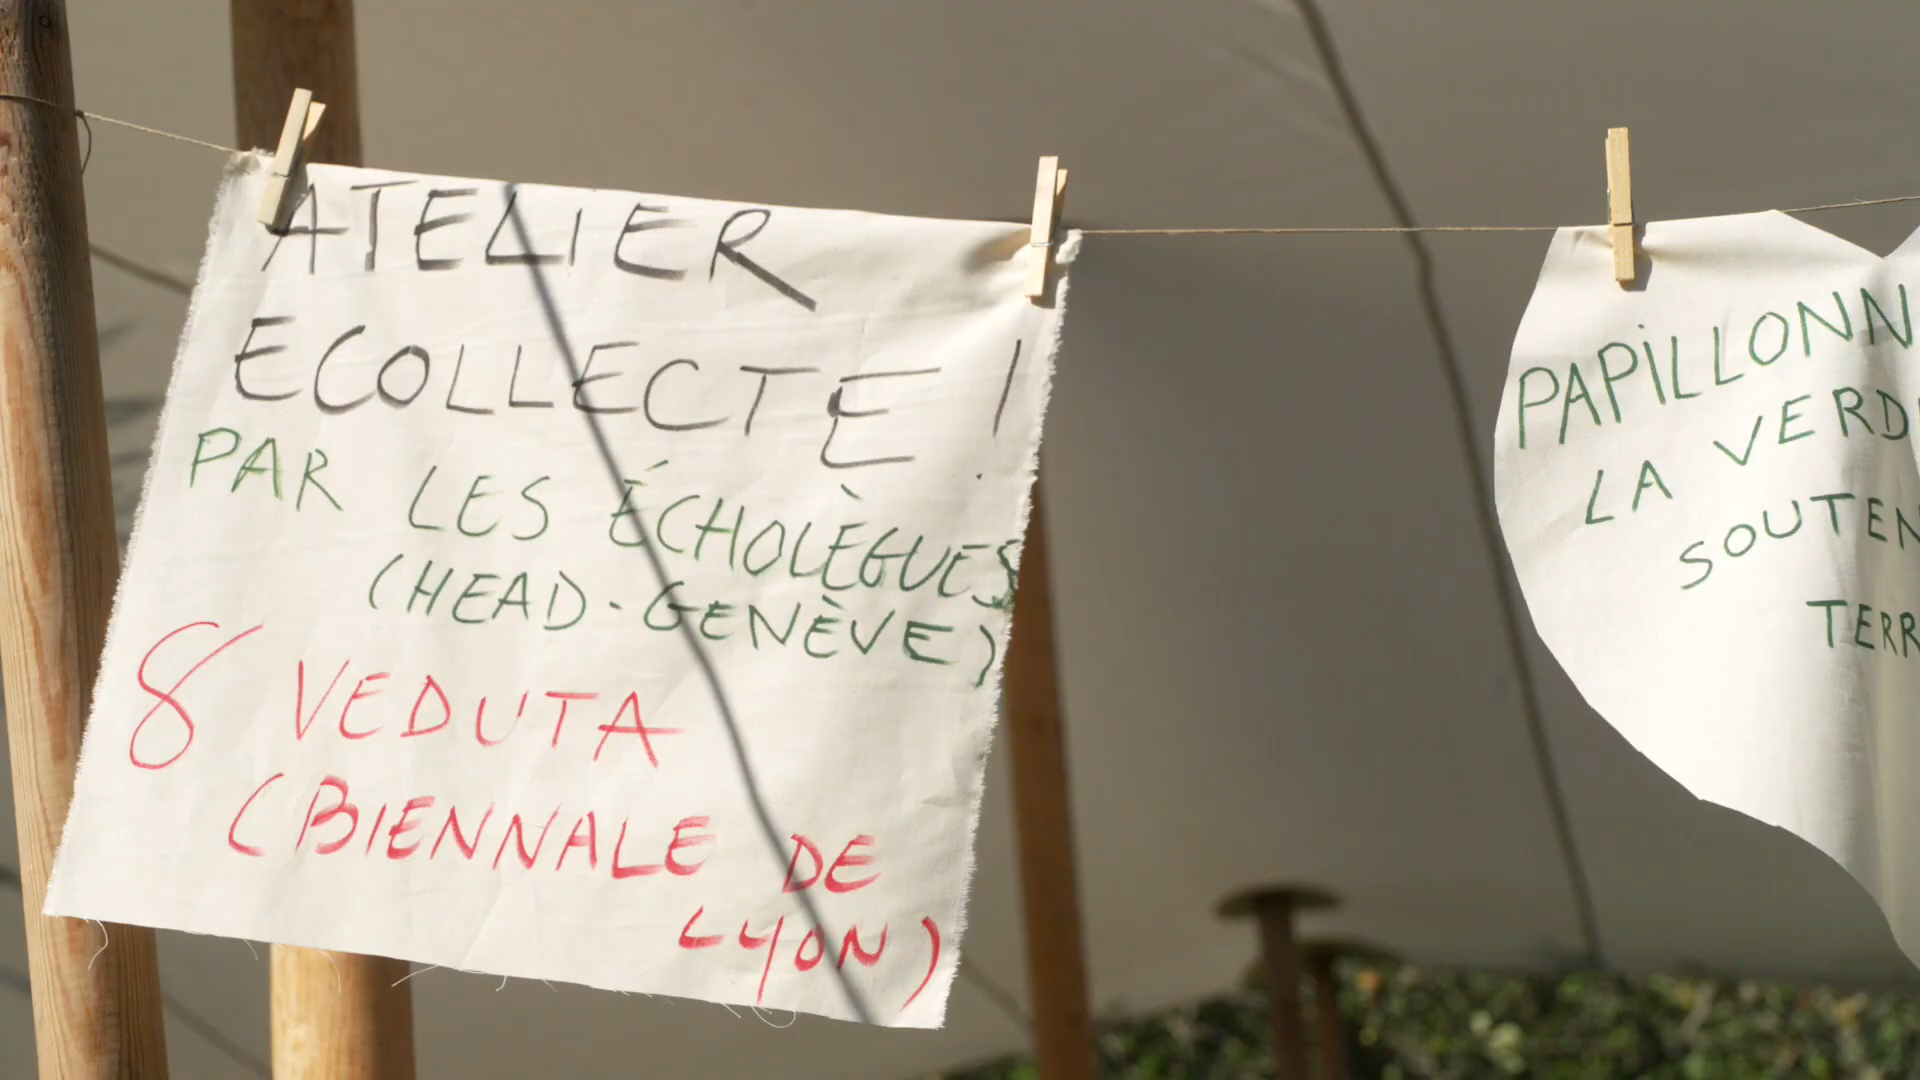 ATELIER
ECOLLECTE !
PAR LES ÉCHOLÈGUES
(HEAD-GENÈVE)
& VEDUTA
(BIENNALE DE
LYON)
PAPILLONN
LA VERD
SOUTEN
TERR